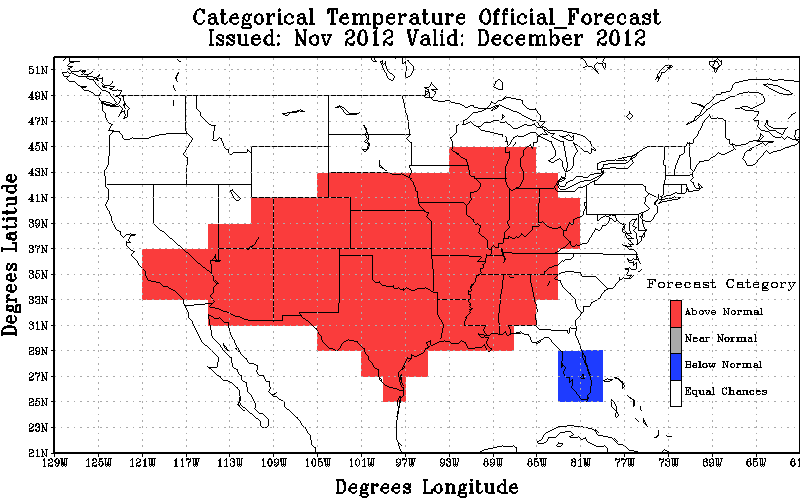 Categorical Temperature Official_Forecast
Issued: Nov 2012 Valid: December 2012
Degrees Latitude
51N
49N
47N
45N
43N
41N
39N
37N
35N
33N
31N
29N
27N
25N
23N
21N
Forecast Category
Above Normal
Near Normal
Below Normal
Equal Chances
129W 125W 121W 117W 113W 109W 105W 101W 97W 93W 89W 85W 81W 77W 73W 69W 65W 61
Degrees Longitude